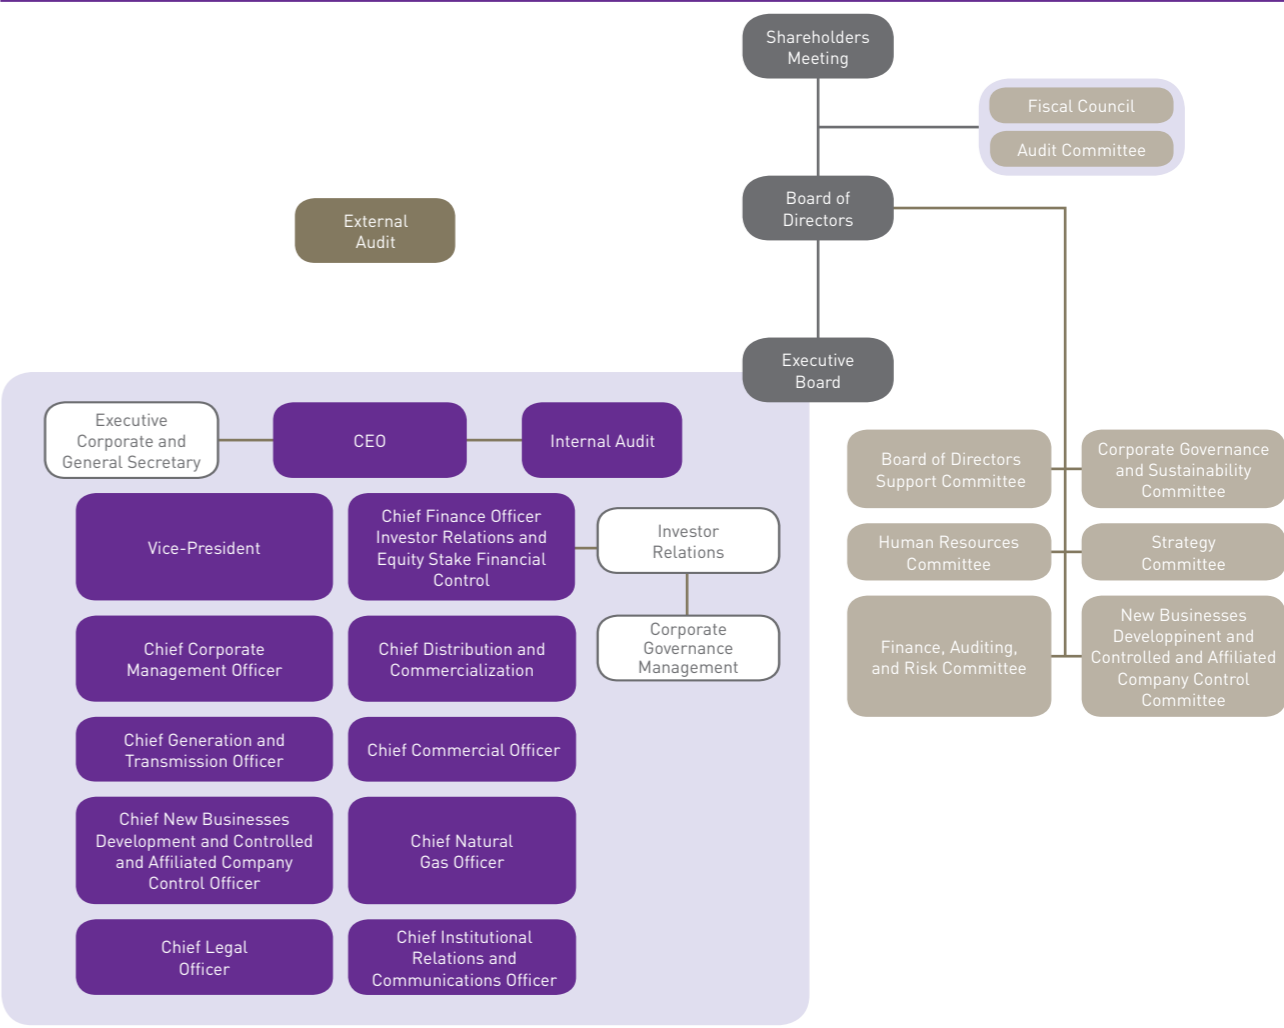 Shareholders
Meeting
Fiscal Council
Audit Committee
Board of
Directors
External
Audit
Executive
Board
Executive
Corporate and
General Secretary
CEO
Internal Audit
Vice-President
Chief Finance Officer
Investor Relations and
Equity Stake Financial
Control
Investor
Relations
Corporate
Governance
Management
Chief Corporate
Management Officer
Chief Distribution and
Commercialization
Chief Generation and
Transmission Officer
Chief Commercial Officer
Chief New Businesses
Development and Controlled
and Affiliated Company
Control Officer
Chief Natural
Gas Officer
Chief Legal
Officer
Chief Institutional
Relations and
Communications Officer
Board of Directors
Support Committee
Corporate Governance
and Sustainability
Committee
Human Resources
Committee
Strategy
Committee
Finance, Auditing,
and Risk Committee
New Businesses
Developpinent and
Controlled and Affiliated
Company Control
Committee